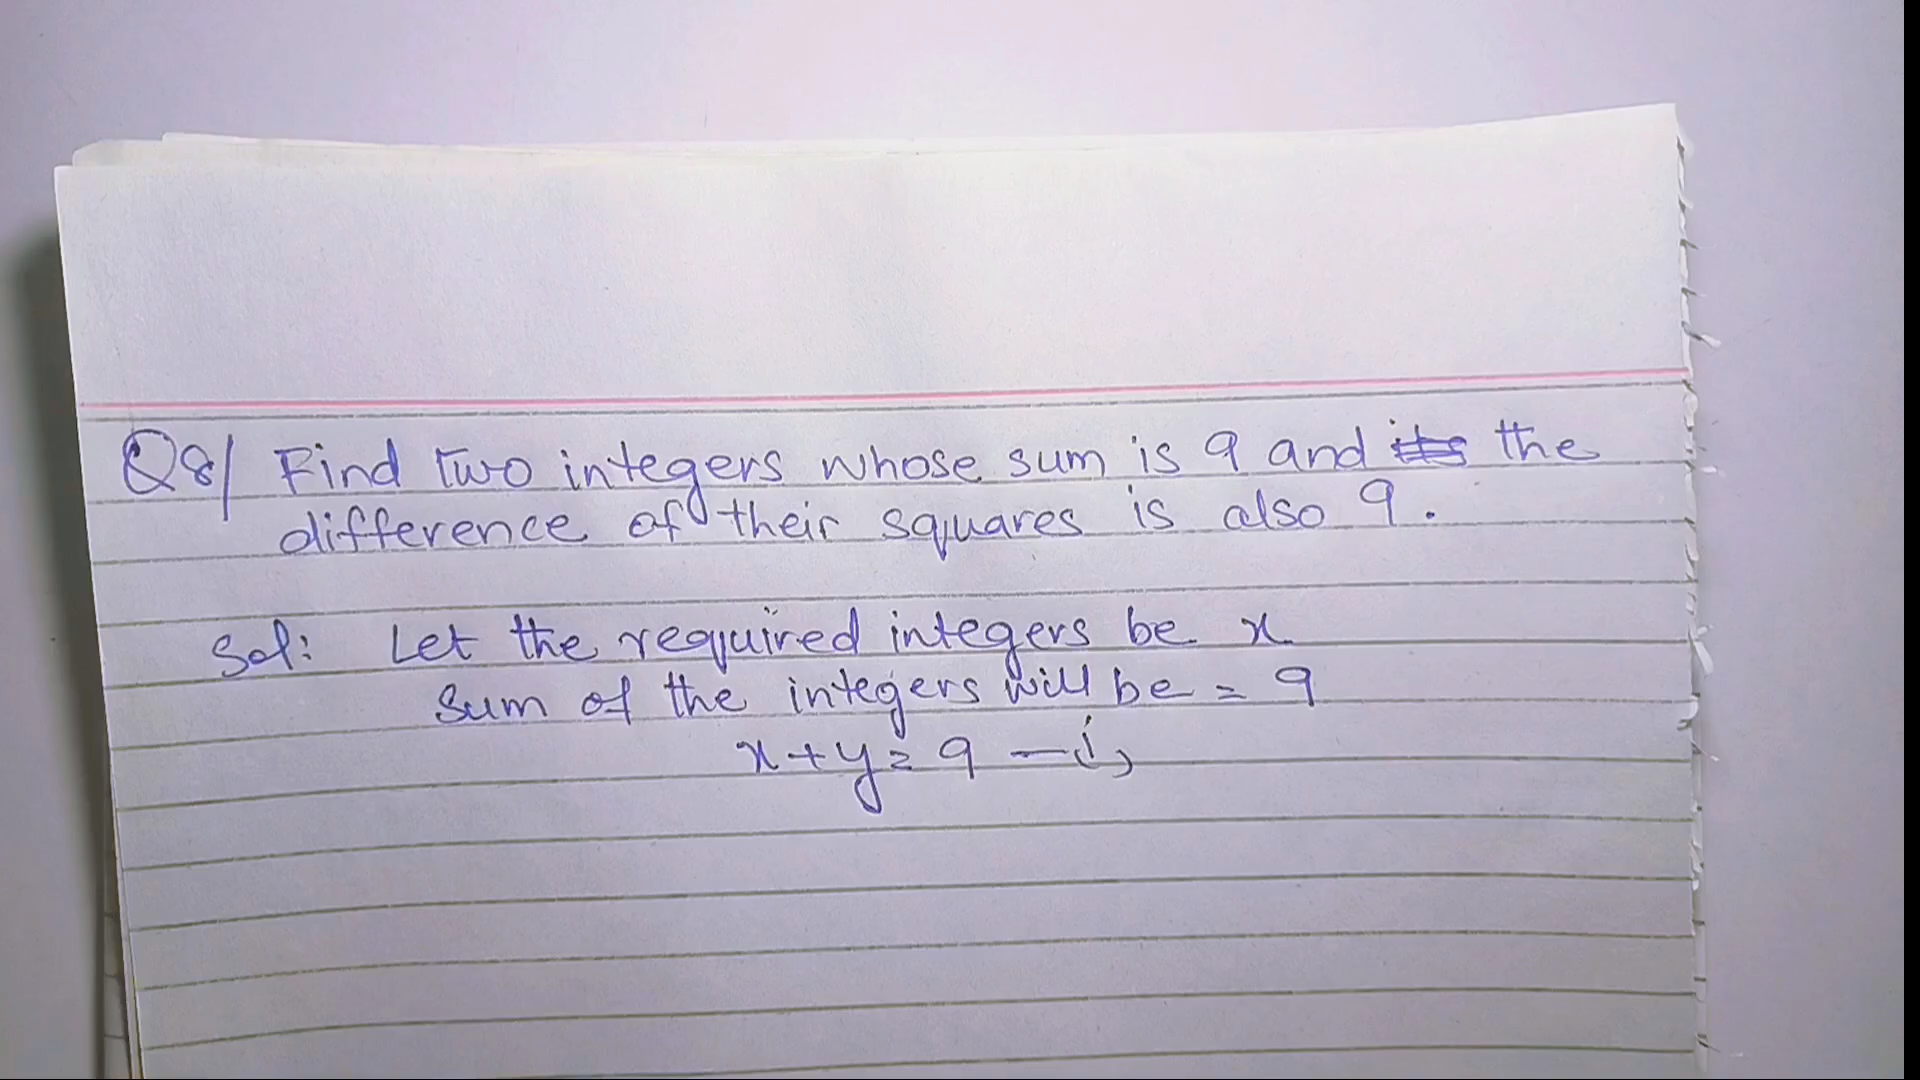 Q8/ Find two integers whose sum is 9 and its the
difference of their squares is also 9.
Sol: Let the required integers be x
Sum of the integers will be = 9
x+y=9 —(i)